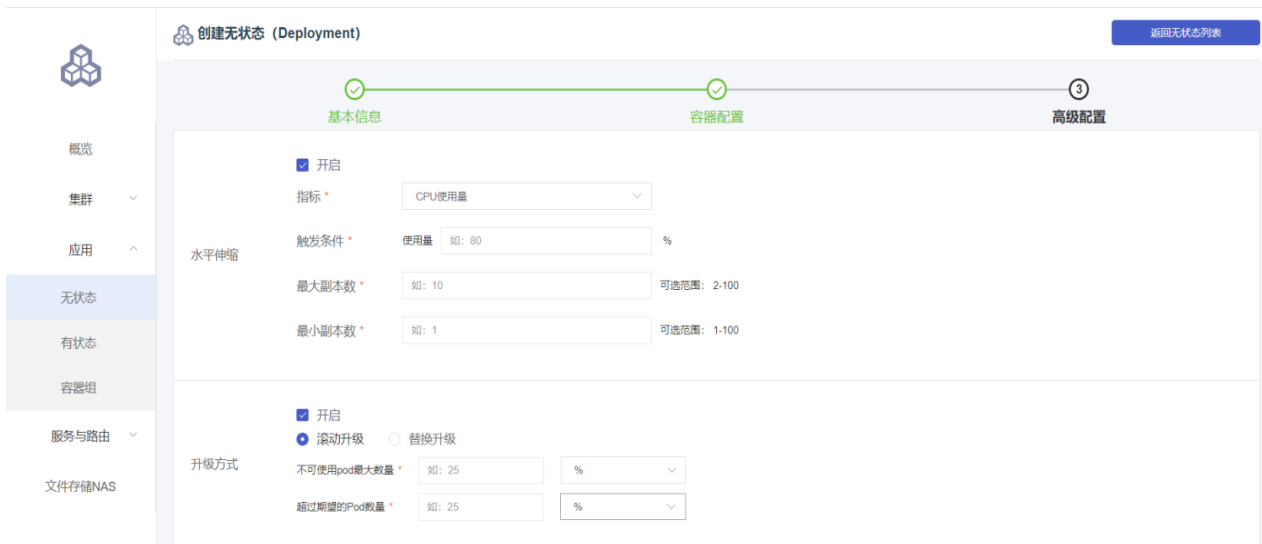 创建无状态（Deployment）
返回无状态列表
基本信息
容器配置
3
高级配置
概览
集群
应用
无状态
有状态
容器组
服务与路由
文件存储NAS
水平伸缩
开启
指标 * CPU使用量
触发条件 * 使用量 如: 80 %
最大副本数 * 如: 10 可选范围: 2-100
最小副本数 * 如: 1 可选范围: 1-100
升级方式
开启
滚动升级 替换升级
不可使用pod最大数量 * 如: 25 %
超过期望的Pod数量 * 如: 25 %